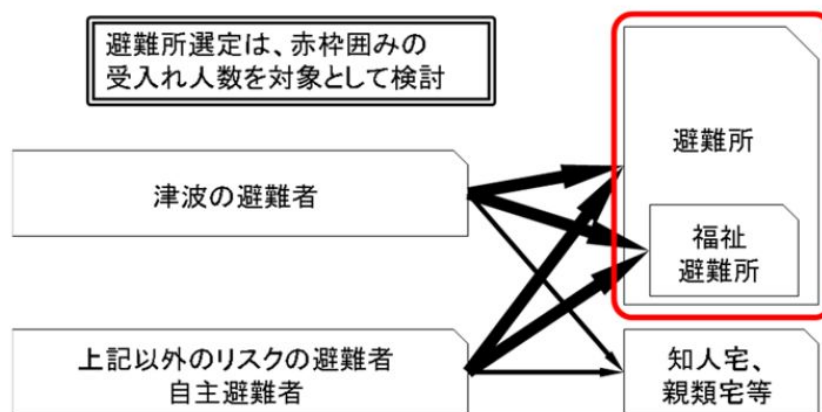 避難所選定は、赤枠囲みの
受入れ人数を対象として検討
避難所
津波の避難者
福祉
避難所
上記以外のリスクの避難者
自主避難者
知人宅、
親類宅等